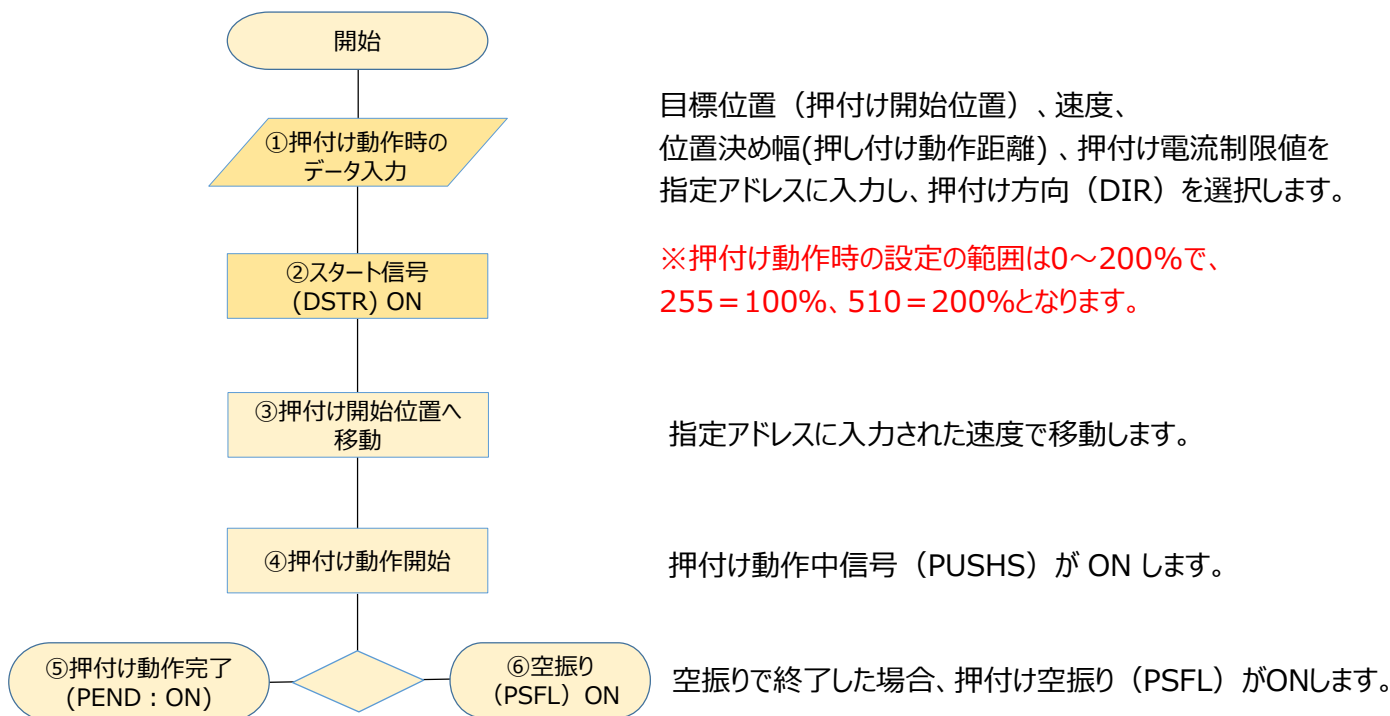 開始
①押付け動作時の
データ入力
目標位置（押付け開始位置）、速度、
位置決め幅(押し付け動作距離) 、押付け電流制限値を
指定アドレスに入力し、押付け方向（DIR）を選択します。
②スタート信号
(DSTR) ON
※押付け動作時の設定の範囲は0～200%で、
255＝100%、510＝200%となります。
③押付け開始位置へ
移動
指定アドレスに入力された速度で移動します。
④押付け動作開始
押付け動作中信号（PUSHS）が ON します。
⑤押付け動作完了
(PEND：ON)
⑥空振り
（PSFL）ON
空振りで終了した場合、押付け空振り（PSFL）がONします。